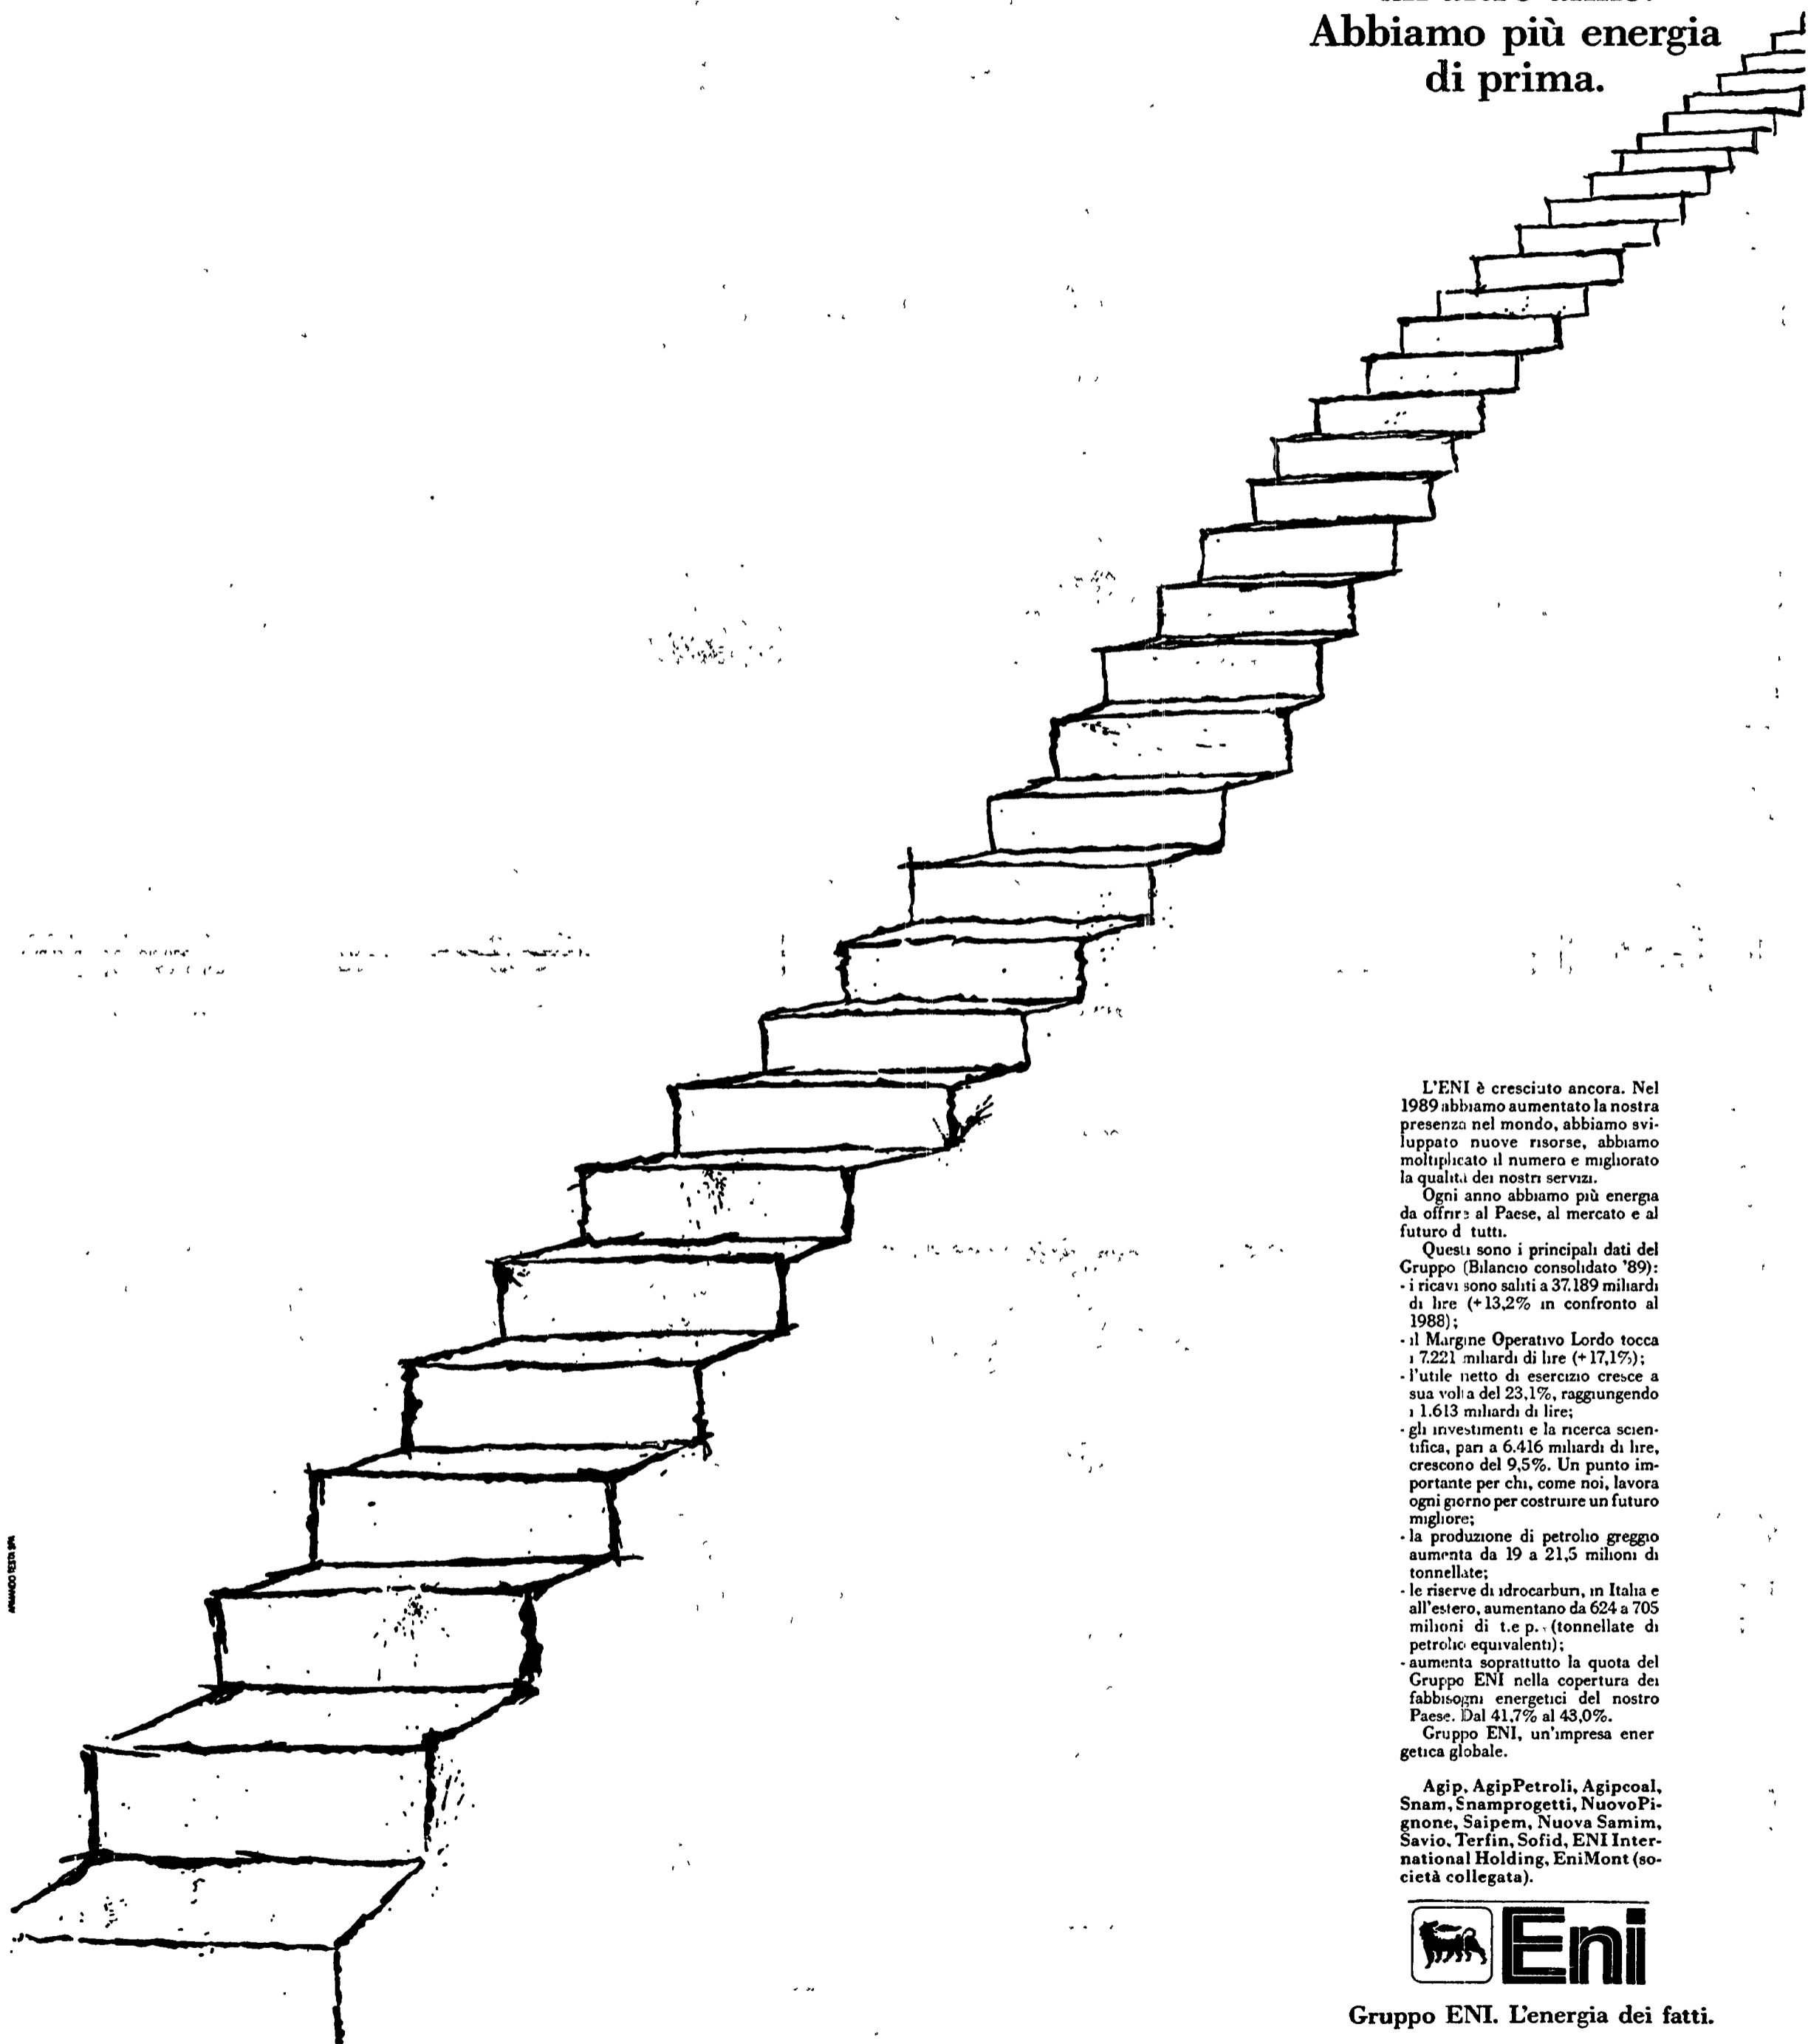 Abbiamo più energia
di prima.
L'ENI è cresciuto ancora. Nel
1989 abbiamo aumentato la nostra
presenza nel mondo, abbiamo svi-
luppato nuove risorse, abbiamo
moltiplicato il numero e migliorato
la qualità dei nostri servizi.
Ogni anno abbiamo più energia
da offrire al Paese, al mercato e al
futuro d tutti.
Questi sono i principali dati del
Gruppo (Bilancio consolidato '89):
- i ricavi sono saliti a 37.189 miliardi
di lire (+13,2% in confronto al
1988);
- il Margine Operativo Lordo tocca
i 7.221 miliardi di lire (+17,1%);
- l'utile netto di esercizio cresce a
sua volta del 23,1%, raggiungendo
i 1.613 miliardi di lire;
- gli investimenti e la ricerca scien-
tifica, pari a 6.416 miliardi di lire,
crescono del 9,5%. Un punto im-
portante per chi, come noi, lavora
ogni giorno per costruire un futuro
migliore;
- la produzione di petrolio greggio
aumenta da 19 a 21,5 milioni di
tonnellate;
- le riserve di idrocarburi, in Italia e
all'estero, aumentano da 624 a 705
milioni di t.e p. (tonnellate di
petrolio equivalenti);
- aumenta soprattutto la quota del
Gruppo ENI nella copertura dei
fabbisogni energetici del nostro
Paese. Dal 41,7% al 43,0%.
Gruppo ENI, un'impresa ener
getica globale.
Agip, AgipPetroli, Agipcoal,
Snam, Snamprogetti, NuovoPi-
gnone, Saipem, Nuova Samim,
Savio, Terfin, Sofid, ENI Inter-
national Holding, EniMont (so-
cietà collegata).
Eni
Gruppo ENI. L'energia dei fatti.
ARMANDO TESTA SPA